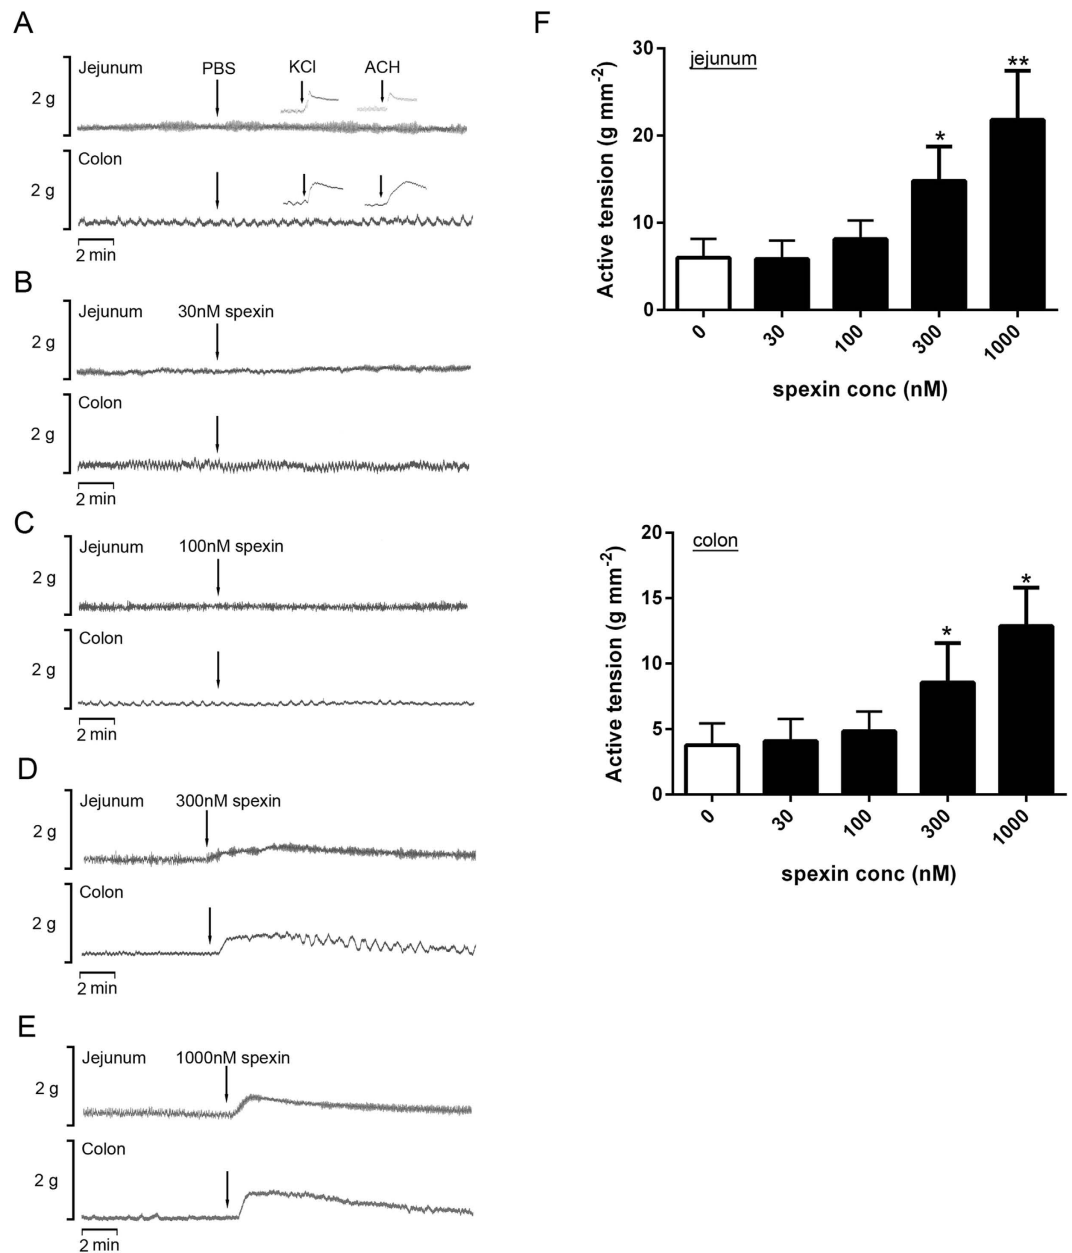 A
Jejunum
PBS
KCl
ACH
2 g
Colon
2 g
2 min
B
Jejunum
30nM spexin
2 g
Colon
2 g
2 min
C
Jejunum
100nM spexin
2 g
Colon
2 g
2 min
D
Jejunum
300nM spexin
2 g
Colon
2 g
2 min
E
Jejunum
1000nM spexin
2 g
Colon
2 g
2 min
F
jejunum
Active tension (g mm-2)
30
20
10
0
*
**
0
30
100
300
1000
spexin conc (nM)
colon
Active tension (g mm-2)
20
15
10
5
0
*
*
0
30
100
300
1000
spexin conc (nM)